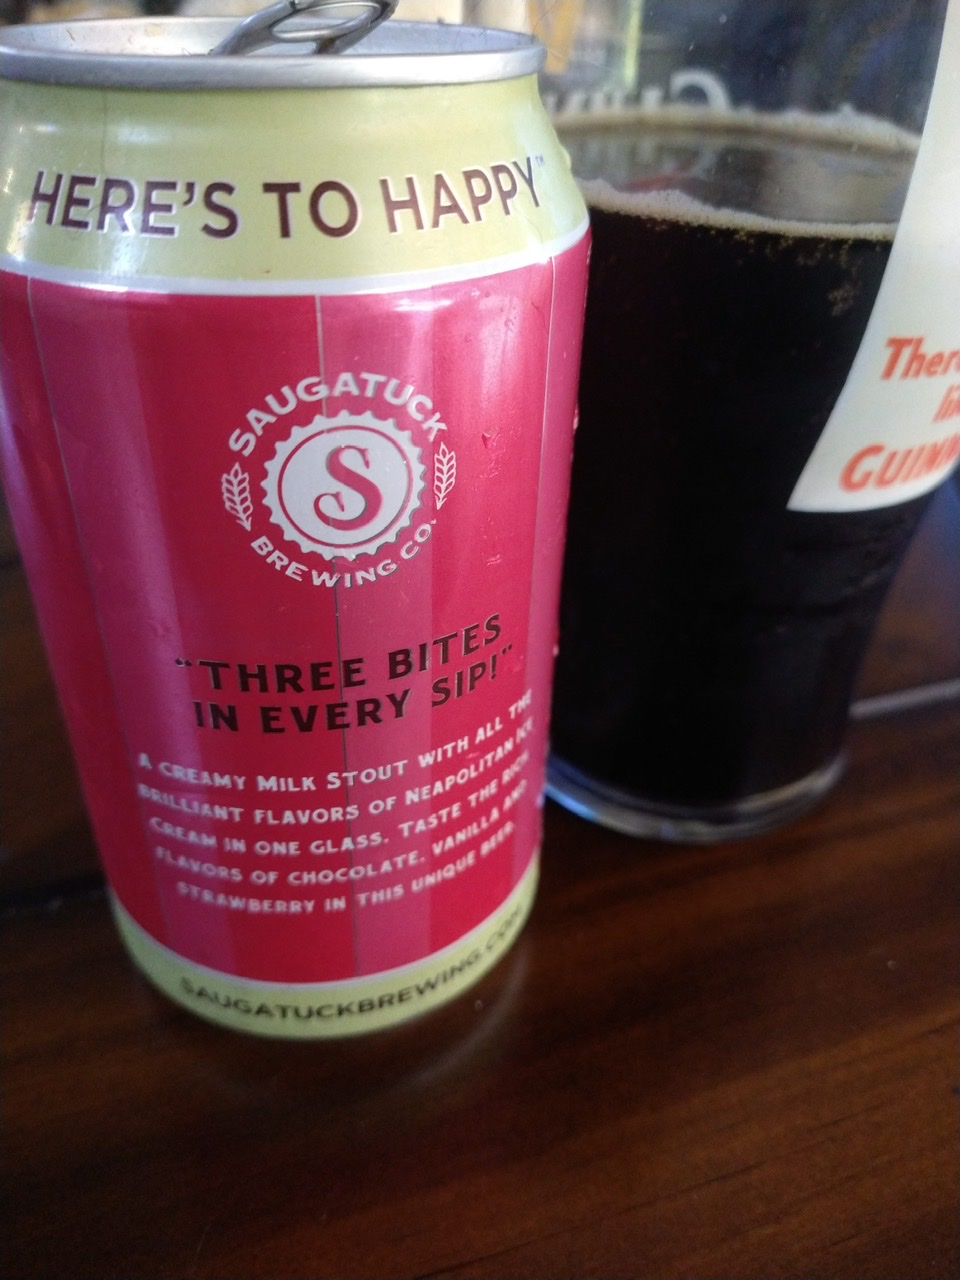 HERE'S TO HAPPY™
SAUGATUCK
S
BREWING CO.
"THREE BITES
IN EVERY SIP!"
A CREAMY MILK STOUT WITH ALL THE
BRILLIANT FLAVORS OF NEAPOLITAN ICE
CREAM IN ONE GLASS. TASTE THE RICH
FLAVORS OF CHOCOLATE, VANILLA AND
STRAWBERRY IN THIS UNIQUE BEER.
SAUGATUCKBREWING.COM
Ther
GUINN